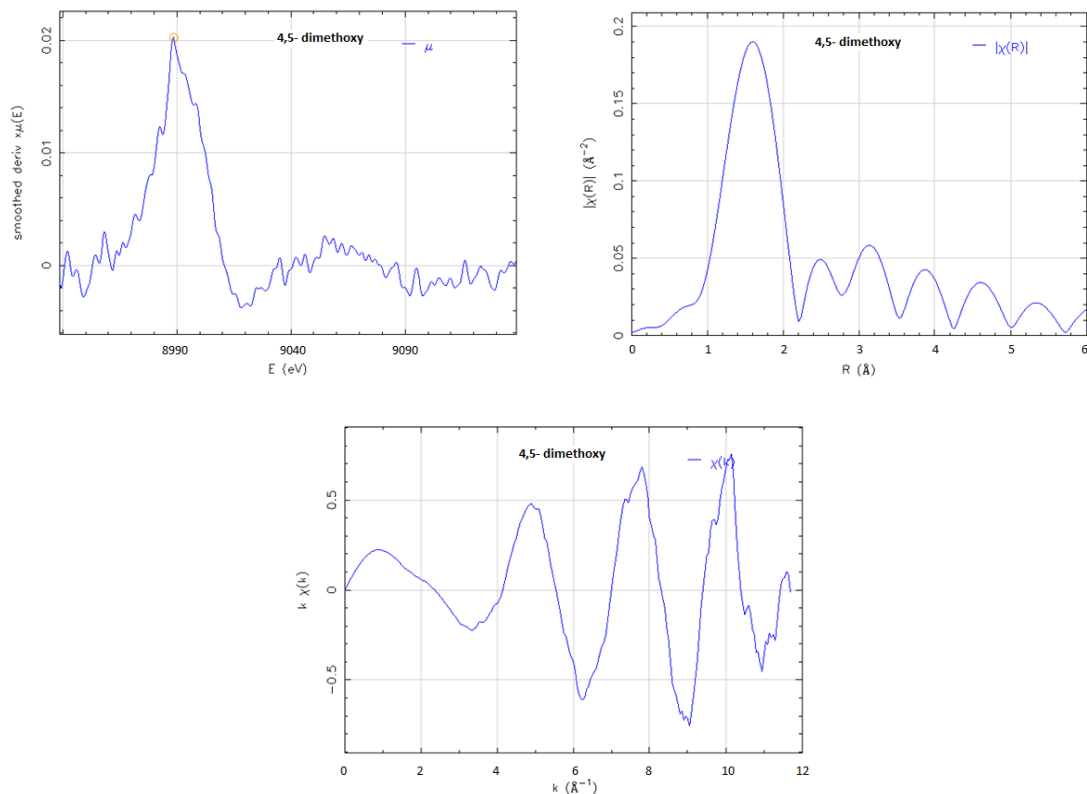 4,5- dimethoxy
μ
smoothed deriv xμ(E)
0.02
0.01
0
8990
9040
9090
E (eV)
4,5- dimethoxy
|χ(R)|
|χ(R)| (Å⁻²)
0.2
0.15
0.1
0.05
0
0
1
2
3
4
5
6
R (Å)
4,5- dimethoxy
χ(k)
k χ(k)
0.5
0
−0.5
0
2
4
6
8
10
12
k (Å⁻¹)